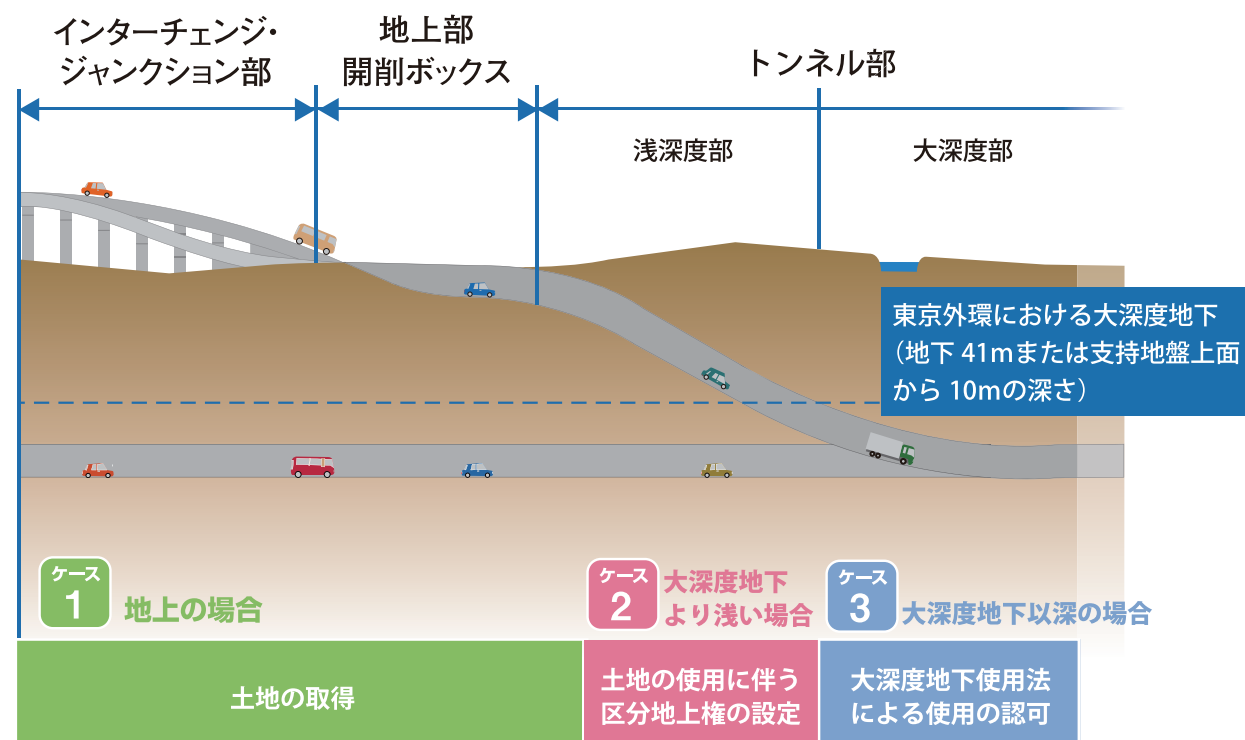 インターチェンジ・
ジャンクション部
地上部
開削ボックス
トンネル部
浅深度部
大深度部
東京外環における大深度地下
（地下 41mまたは支持地盤上面
から 10mの深さ）
ケース
1
地上の場合
ケース
2
大深度地下
より浅い場合
ケース
3
大深度地下以深の場合
土地の取得
土地の使用に伴う
区分地上権の設定
大深度地下使用法
による使用の認可